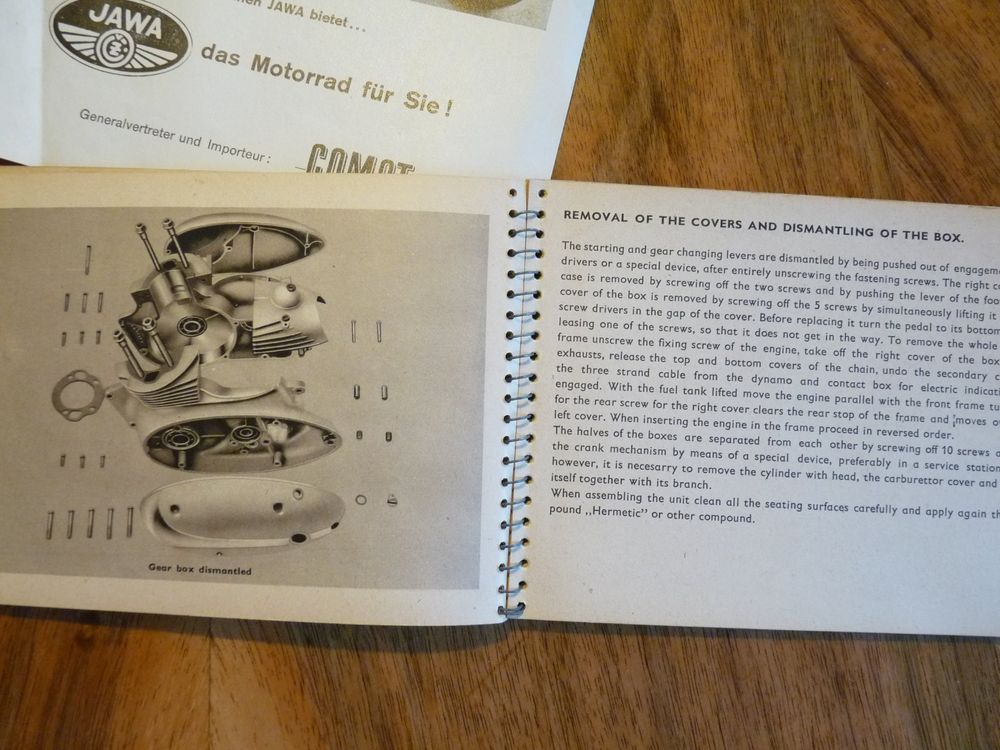 JAWA bietet...
JAWA
das Motorrad für Sie !
Generalvertreter und Importeur :
Gear box dismantled
REMOVAL OF THE COVERS AND DISMANTLING OF THE BOX.
The starting and gear changing levers are dismantled by being pushed out of
drivers or a special device, after entirely unscrewing the fastening screws. The right
case is removed by screwing off the two screws and by pushing the lever of the
cover of the box is removed by screwing off the 5 screws by simultaneously lifting it
screw drivers in the gap of the cover. Before replacing it turn the pedal to its bottom
leasing one of the screws, so that it does not get in the way. To remove the whole
frame unscrew the fixing screw of the engine, take off the right cover of the box
exhausts, release the top and bottom covers of the chain, undo the secondary
the three strand cable from the dynamo and contact box for electric
engaged. With the fuel tank lifted move the engine parallel with the front frame
for the rear screw for the right cover clears the rear stop of the frame and moves
left cover. When inserting the engine in the frame proceed in reversed order.
The halves of the boxes are separated from each other by screwing off 10 screws
the crank mechanism by means of a special device, preferably in a service
however, it is necesarry to remove the cylinder with head, the carburettor cover and
itself together with its branch.
When assembling the unit clean all the seating surfaces carefully and apply again
pound ,,Hermetic" or other compound.